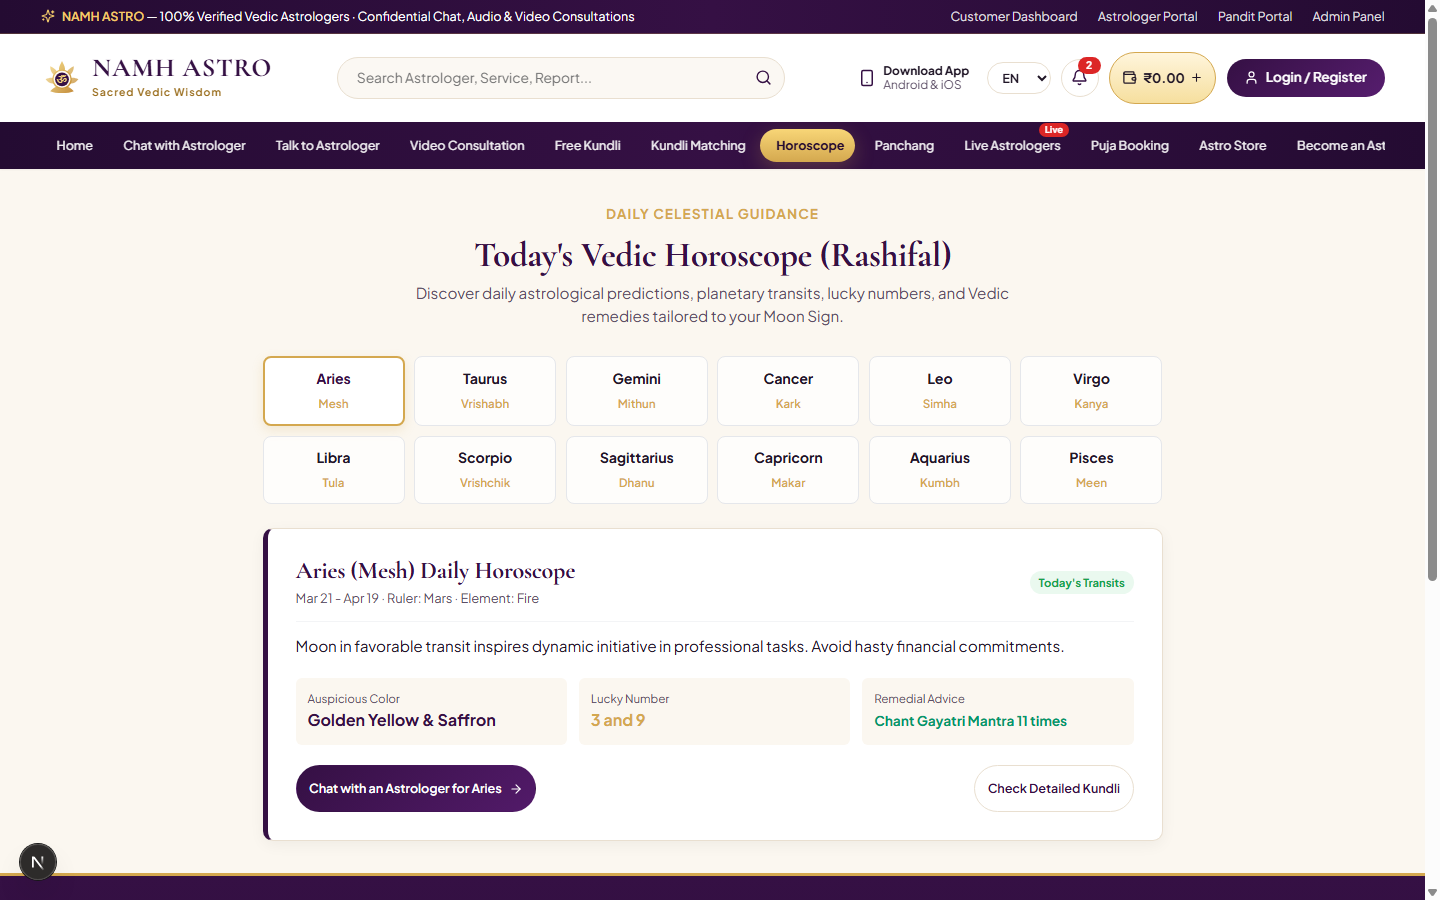 NAMH ASTRO — 100% Verified Vedic Astrologers · Confidential Chat, Audio & Video Consultations
Customer Dashboard Astrologer Portal Pandit Portal Admin Panel
NAMH ASTRO
Sacred Vedic Wisdom
Search Astrologer, Service, Report...
Download App
Android & iOS
EN
2
₹0.00 +
Login / Register
Home Chat with Astrologer Talk to Astrologer Video Consultation Free Kundli Kundli Matching Horoscope Panchang Live Astrologers Live Puja Booking Astro Store Become an Ast
DAILY CELESTIAL GUIDANCE
Today's Vedic Horoscope (Rashifal)
Discover daily astrological predictions, planetary transits, lucky numbers, and Vedic
remedies tailored to your Moon Sign.
Aries Taurus Gemini Cancer Leo Virgo
Mesh Vrishabh Mithun Kark Simha Kanya
Libra Scorpio Sagittarius Capricorn Aquarius Pisces
Tula Vrishchik Dhanu Makar Kumbh Meen
Aries (Mesh) Daily Horoscope
Mar 21 - Apr 19 · Ruler: Mars · Element: Fire
Today's Transits
Moon in favorable transit inspires dynamic initiative in professional tasks. Avoid hasty financial commitments.
Auspicious Color
Golden Yellow & Saffron
Lucky Number
3 and 9
Remedial Advice
Chant Gayatri Mantra 11 times
Chat with an Astrologer for Aries →
Check Detailed Kundli
N